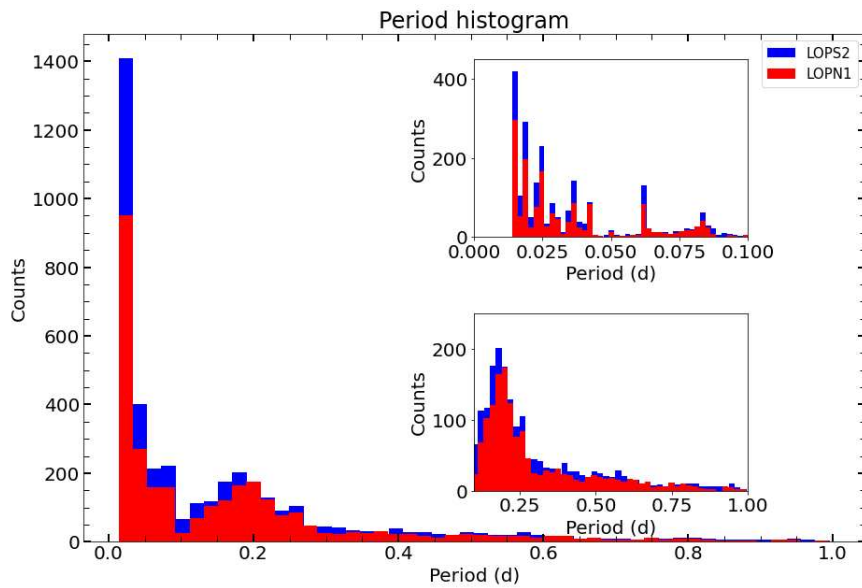 Period histogram
LOPS2
LOPN1
1400
1200
1000
800
600
400
200
0
Counts
0.0 0.2 0.4 0.6 0.8 1.0
Period (d)
400
200
0
Counts
0.000 0.025 0.050 0.075 0.100
Period (d)
200
100
0
Counts
0.25 0.50 0.75 1.00
Period (d)